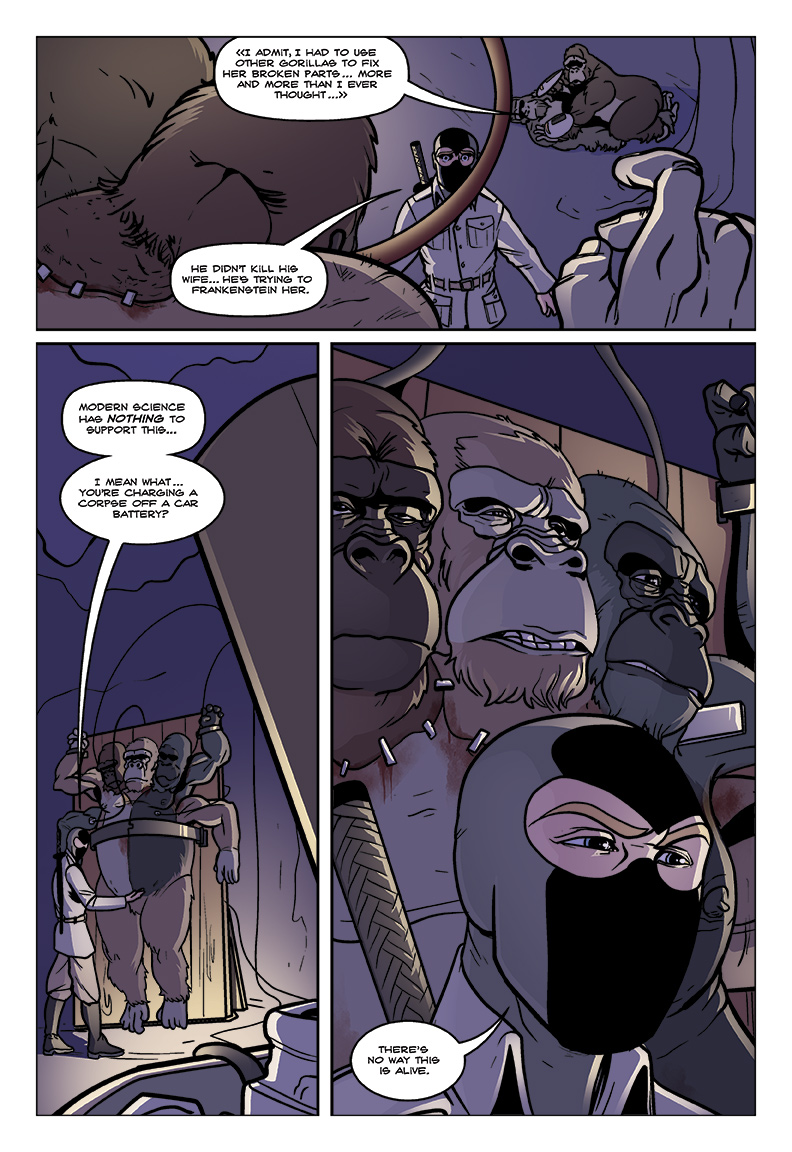 «I ADMIT, I HAD TO USE
OTHER GORILLAS TO FIX
HER BROKEN PARTS... MORE
AND MORE THAN I EVER
THOUGHT...»
HE DIDN'T KILL HIS
WIFE... HE'S TRYING TO
FRANKENSTEIN HER.
MODERN SCIENCE
HAS NOTHING TO
SUPPORT THIS...
I MEAN WHAT...
YOU'RE CHARGING A
CORPSE OFF A CAR
BATTERY?
THERE'S
NO WAY THIS
IS ALIVE.